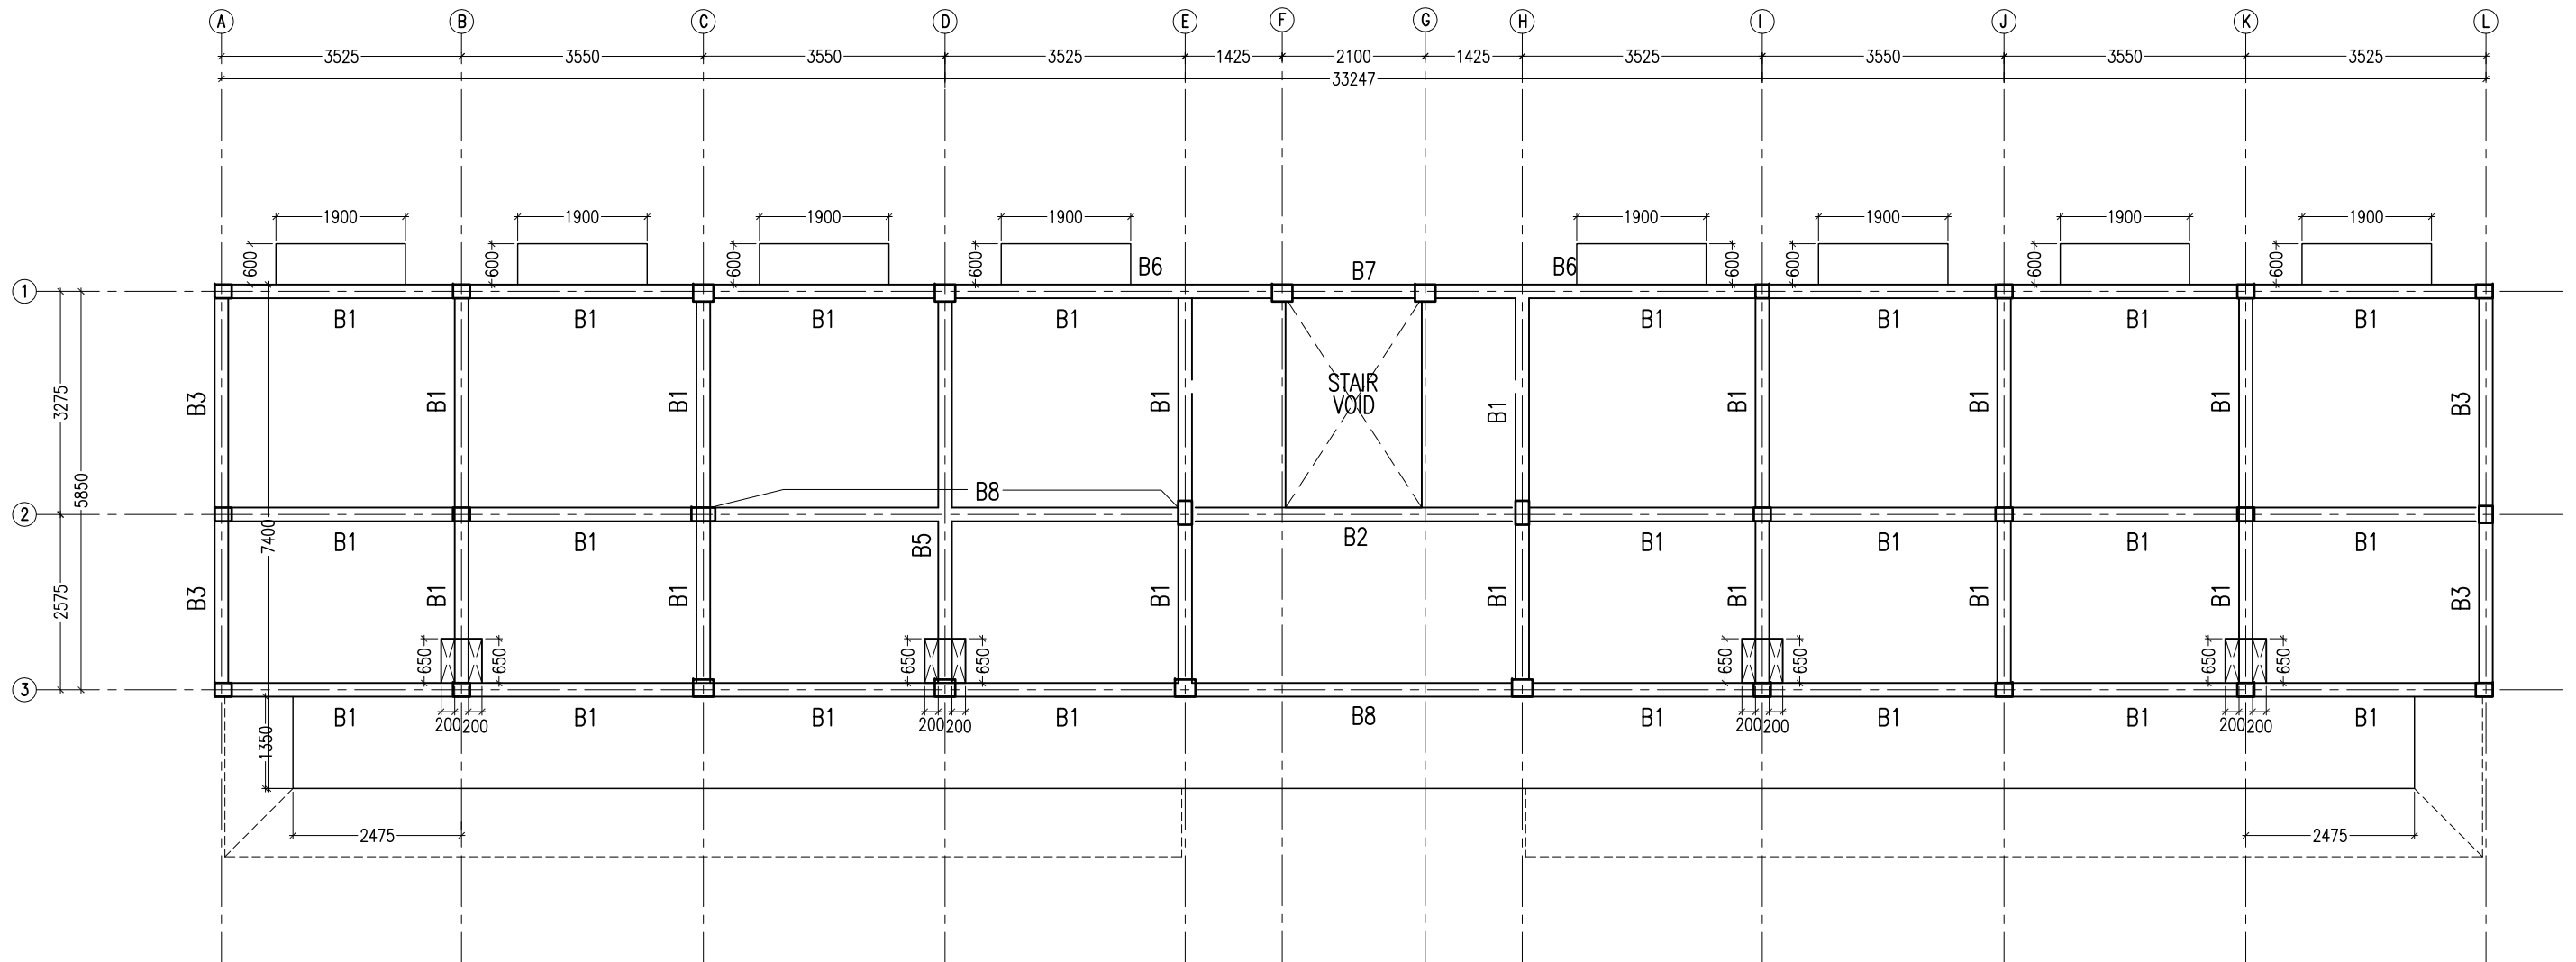 A B C D E F G H I J K L
3525 3550 3550 3525 1425 2100 1425 3525 3550 3550 3525
33247
1900 1900 1900 1900 1900 1900 1900 1900
600 600 600 600 600 600 600 600
B6 B7 B6
1
B1 B1 B1 B1 B1 B1 B1 B1
STAIR
VOID
3275 B3 B1 B1 B1 B1 B1 B1 B1 B3
5850
B8
2
7400
B1 B1 B5 B2 B1 B1 B1 B1
2575 B3 B1 B1 B1 B1 B1 B1 B1 B3
650 650 650 650 650 650 650 650
3
B1 B1 B1 B1 B8 B1 B1 B1 B1
200 200 200 200 200 200 200 200
1350
2475 2475